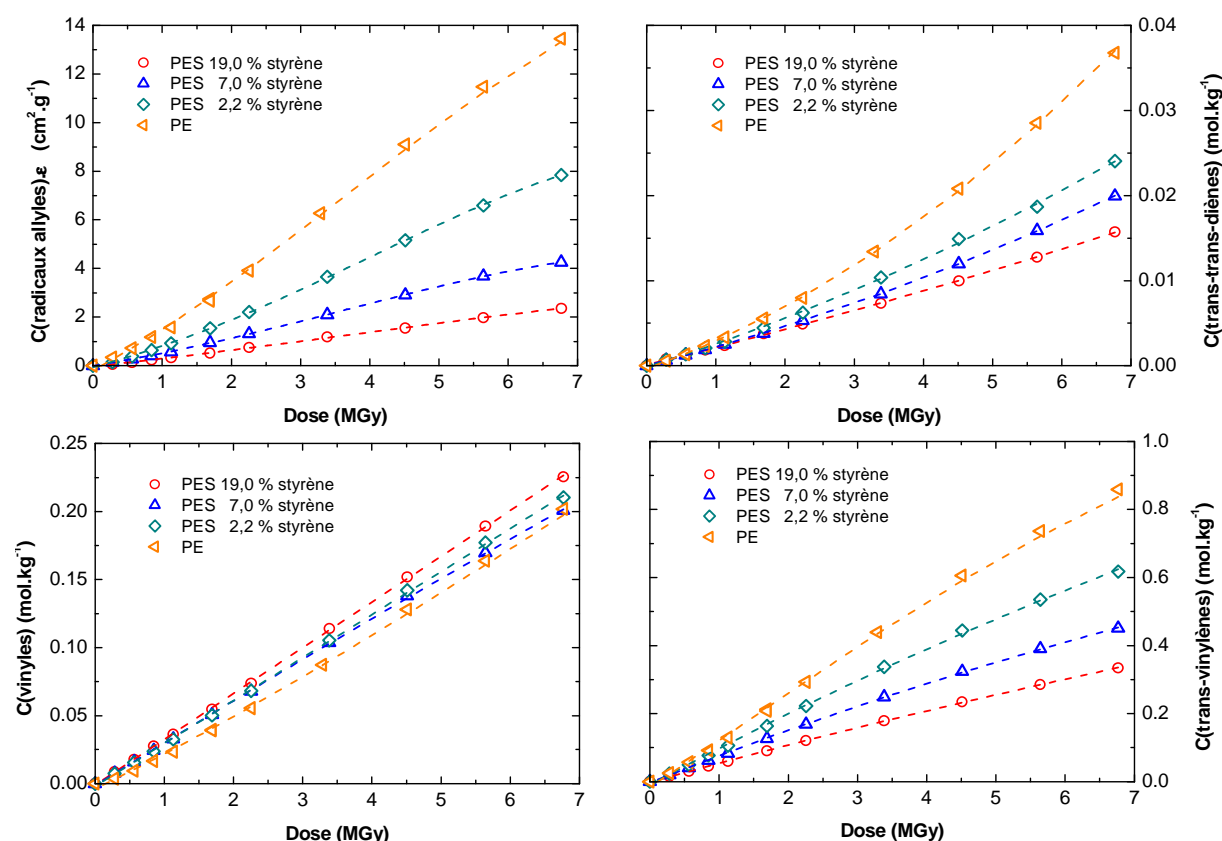 C(radicaux allyles).ε (cm².g⁻¹)
14
12
10
8
6
4
2
0
PES 19,0 % styrène
PES 7,0 % styrène
PES 2,2 % styrène
PE
0 1 2 3 4 5 6 7
Dose (MGy)
PES 19,0 % styrène
PES 7,0 % styrène
PES 2,2 % styrène
PE
0.04
0.03
0.02
0.01
0.00
C(trans-trans-diènes) (mol.kg⁻¹)
0 1 2 3 4 5 6 7
Dose (MGy)
C(vinyles) (mol.kg⁻¹)
0.25
0.20
0.15
0.10
0.05
0.00
PES 19,0 % styrène
PES 7,0 % styrène
PES 2,2 % styrène
PE
0 1 2 3 4 5 6 7
Dose (MGy)
PES 19,0 % styrène
PES 7,0 % styrène
PES 2,2 % styrène
PE
1.0
0.8
0.6
0.4
0.2
0.0
C(trans-vinylènes) (mol.kg⁻¹)
0 1 2 3 4 5 6 7
Dose (MGy)